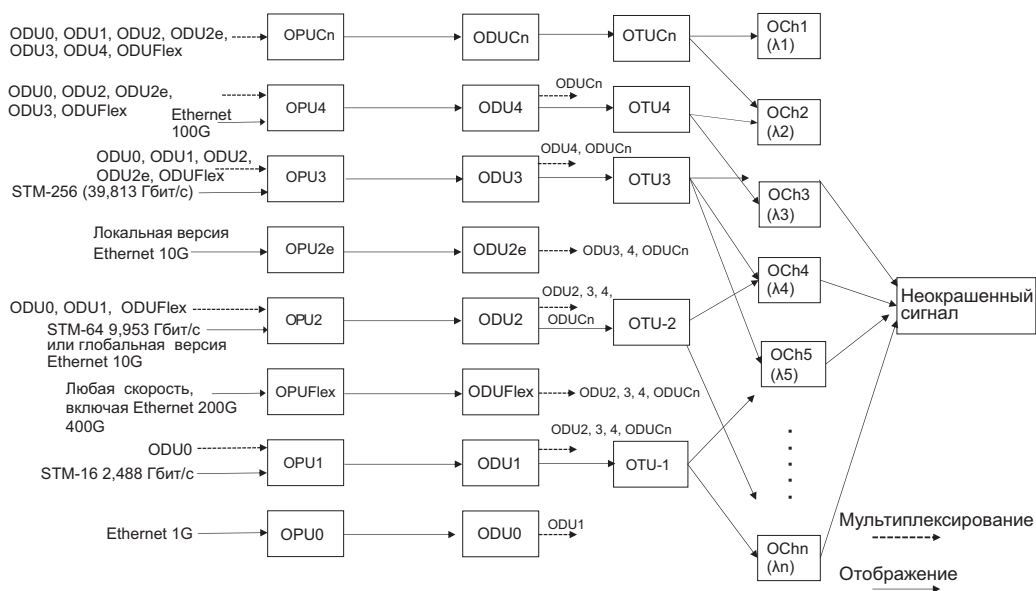 ODU0, ODU1, ODU2, ODU2e,
ODU3, ODU4, ODUFlex
OPUCn
ODUCn
OTUCn
OCh1
(λ1)
ODU0, ODU2, ODU2e,
ODU3, ODUFlex
Ethernet
100G
OPU4
ODU4
ODUCn
OTU4
OCh2
(λ2)
ODU0, ODU1, ODU2,
ODU2e, ODUFlex
STM-256 (39,813 Гбит/с)
OPU3
ODU3
ODU4, ODUCn
OTU3
OCh3
(λ3)
Локальная версия
Ethernet 10G
OPU2e
ODU2e
ODU3, 4, ODUCn
OCh4
(λ4)
Неокрашенный
сигнал
ODU0, ODU1, ODUFlex
STM-64 9,953 Гбит/с
или глобальная версия
Ethernet 10G
OPU2
ODU2
ODU2, 3, 4,
ODUCn
OTU-2
OCh5
(λ5)
Любая скорость,
включая Ethernet 200G
400G
OPUFlex
ODUFlex
ODU2, 3, 4, ODUCn
ODU0
STM-16 2,488 Гбит/с
OPU1
ODU1
ODU2, 3, 4, ODUCn
OTU-1
Ethernet 1G
OPU0
ODU0
ODU1
OChn
(λn)
Мультиплексирование
Отображение